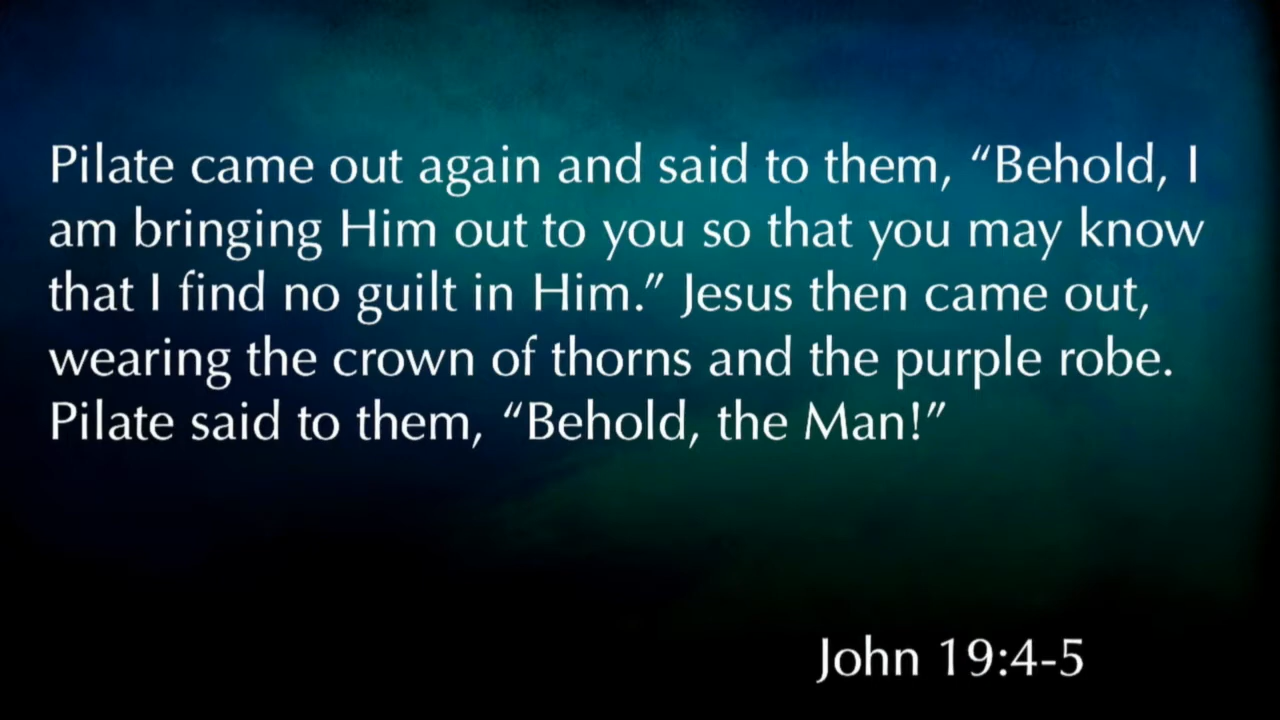 Pilate came out again and said to them, “Behold, I
am bringing Him out to you so that you may know
that I find no guilt in Him.” Jesus then came out,
wearing the crown of thorns and the purple robe.
Pilate said to them, “Behold, the Man!”
John 19:4-5